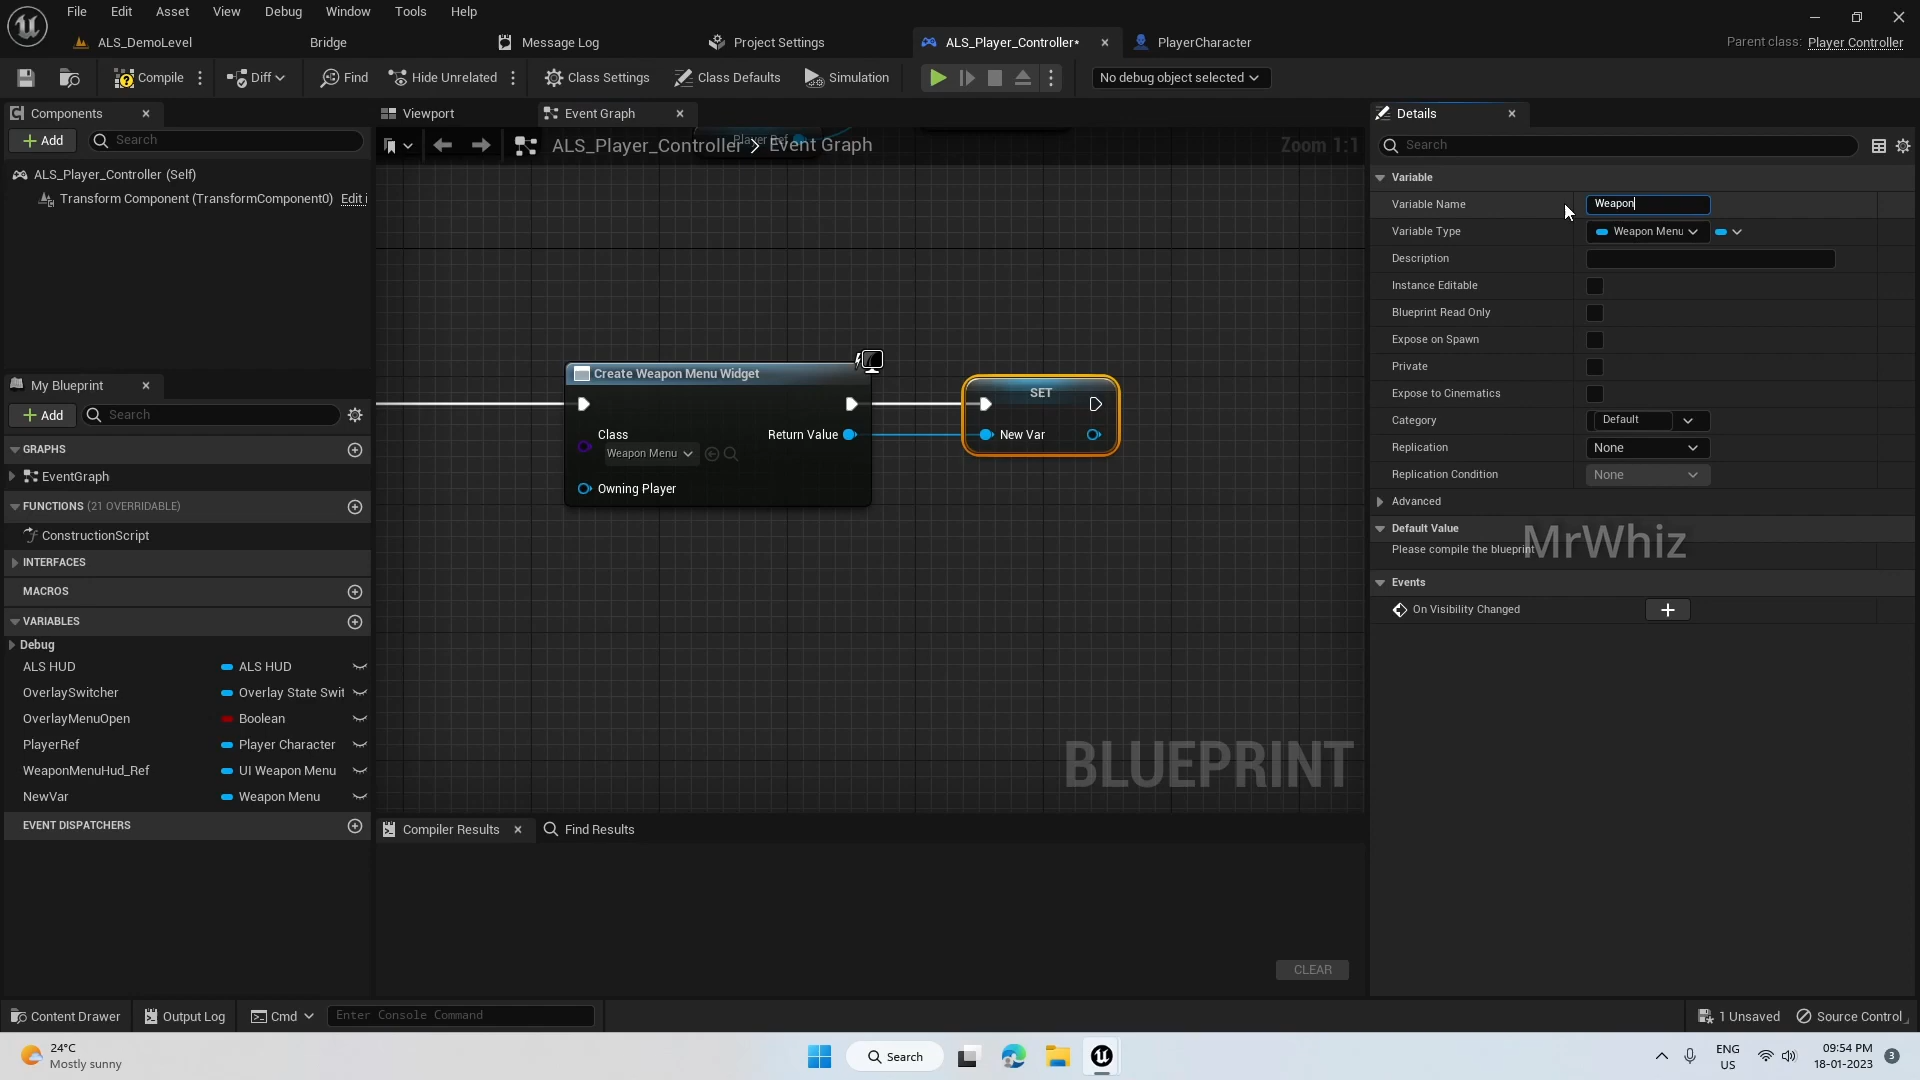 File Edit Asset View Debug Window Tools Help
ALS_DemoLevel Bridge Message Log Project Settings ALS_Player_Controller* PlayerCharacter Parent class: Player Controller
Compile Diff Find Hide Unrelated Class Settings Class Defaults Simulation No debug object selected
Components Viewport Event Graph Details
Add Search
ALS_Player_Controller > Event Graph Zoom 1:1
Player Ref
Search
ALS_Player_Controller (Self)
Transform Component (TransformComponent0) Edit i
My Blueprint
Add Search
GRAPHS
EventGraph
FUNCTIONS (21 OVERRIDABLE)
ConstructionScript
INTERFACES
MACROS
VARIABLES
Debug
ALS HUD ALS HUD
OverlaySwitcher Overlay State Swit
OverlayMenuOpen Boolean
PlayerRef Player Character
WeaponMenuHud_Ref UI Weapon Menu
NewVar Weapon Menu
EVENT DISPATCHERS
Create Weapon Menu Widget
Class
Weapon Menu
Return Value
Owning Player
SET
New Var
BLUEPRINT
Compiler Results Find Results
CLEAR
Variable
Variable Name Weapon
Variable Type Weapon Menu
Description
Instance Editable
Blueprint Read Only
Expose on Spawn
Private
Expose to Cinematics
Category Default
Replication None
Replication Condition None
Advanced
Default Value
Please compile the blueprint
MrWhiz
Events
On Visibility Changed
Content Drawer Output Log Cmd Enter Console Command 1 Unsaved Source Control
24°C
Mostly sunny
Search
ENG
US
09:54 PM
18-01-2023
3